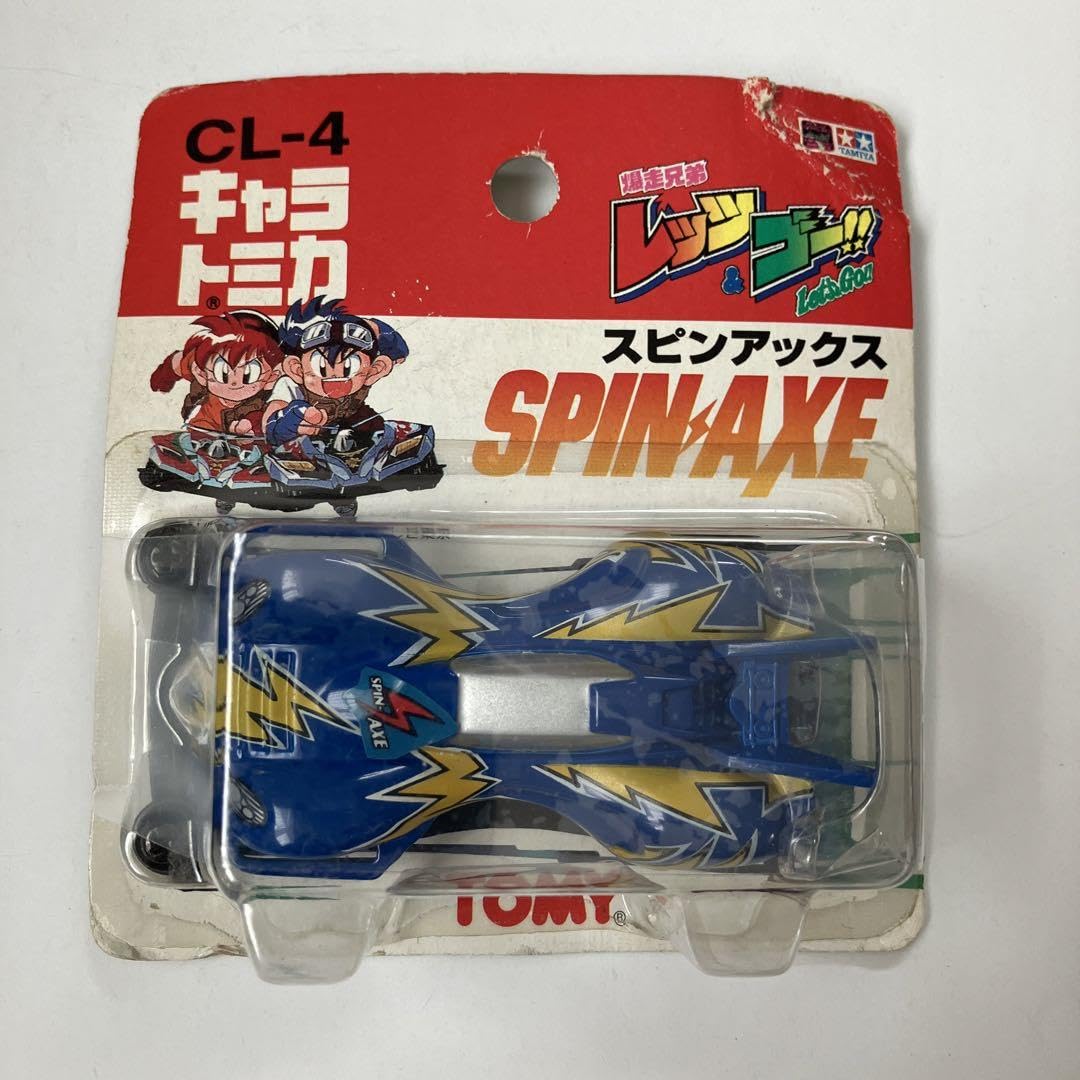 CL-4
キャラ
トミカ®
TAMIYA
爆走兄弟
レッツ
&
ゴー!!
Let's & Go!!
スピンアックス
SPIN-AXE
SPIN-AXE
TOMY®